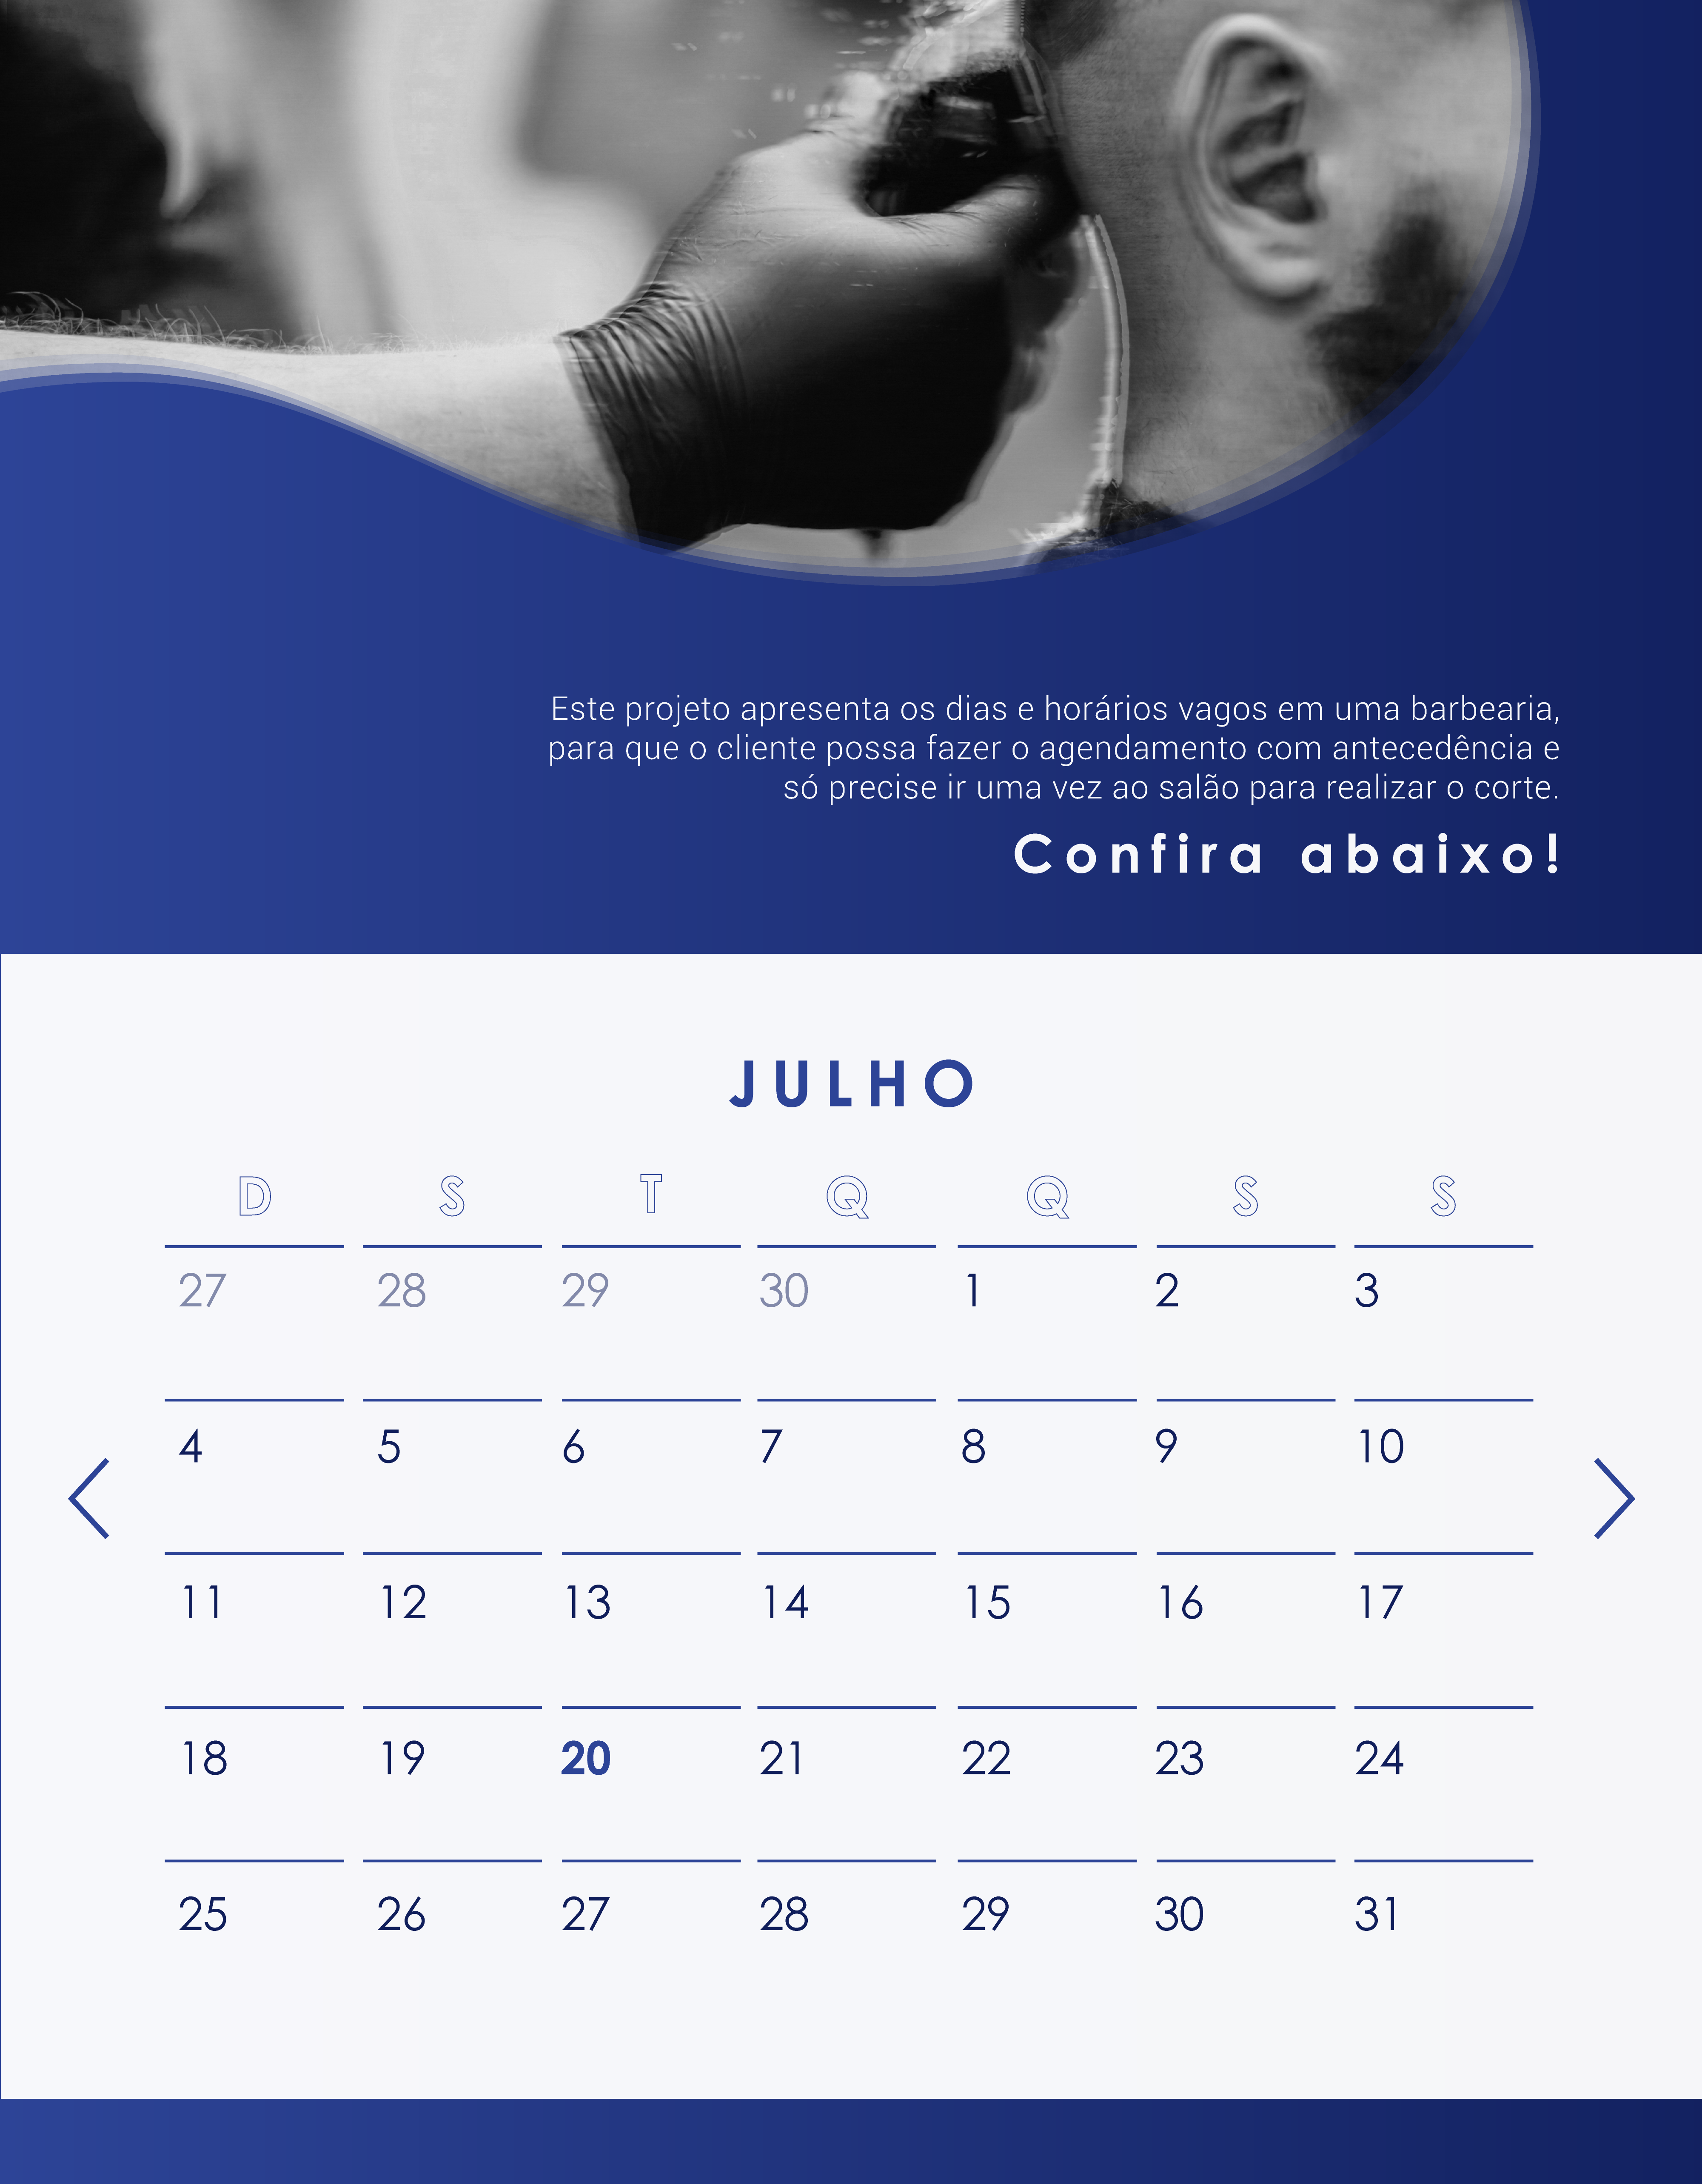 Este projeto apresenta os dias e horários vagos em uma barbearia,
para que o cliente possa fazer o agendamento com antecedência e
só precise ir uma vez ao salão para realizar o corte.
Confira abaixo!
JULHO
D S T Q Q S S
27 28 29 30 1 2 3
4 5 6 7 8 9 10
11 12 13 14 15 16 17
18 19 20 21 22 23 24
25 26 27 28 29 30 31